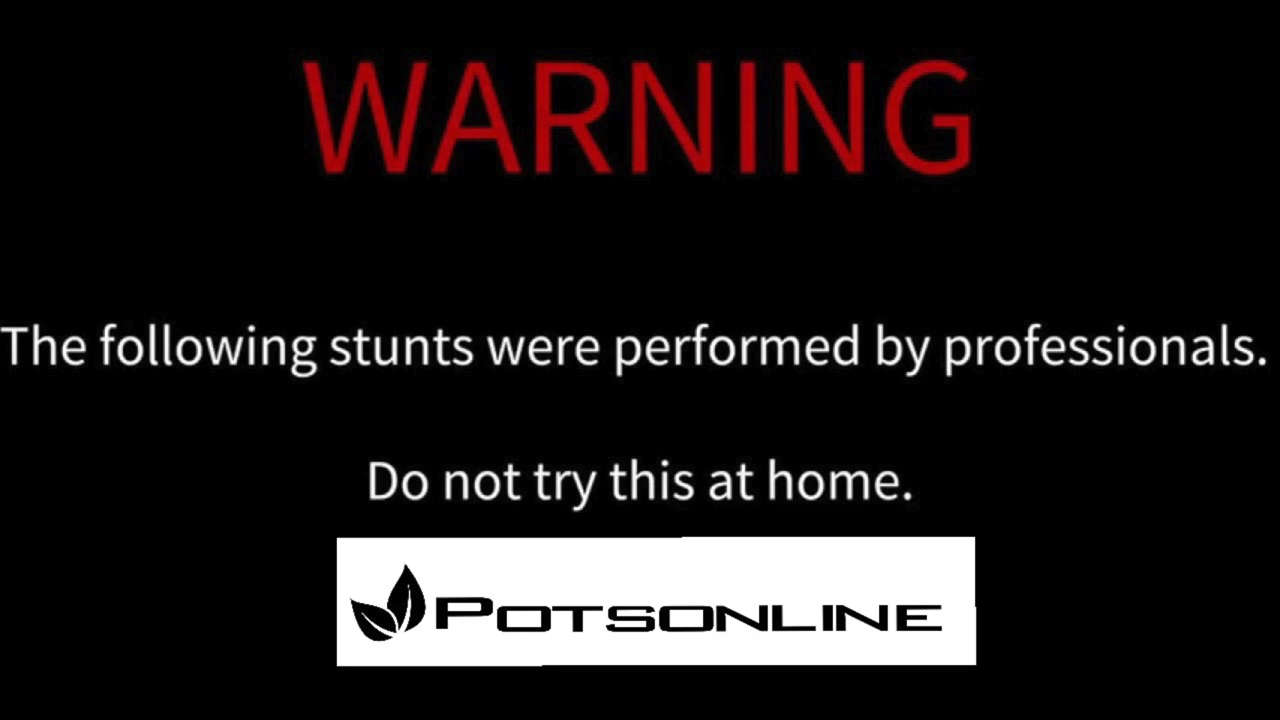 WARNING
The following stunts were performed by professionals.
Do not try this at home.
POTSONLINE